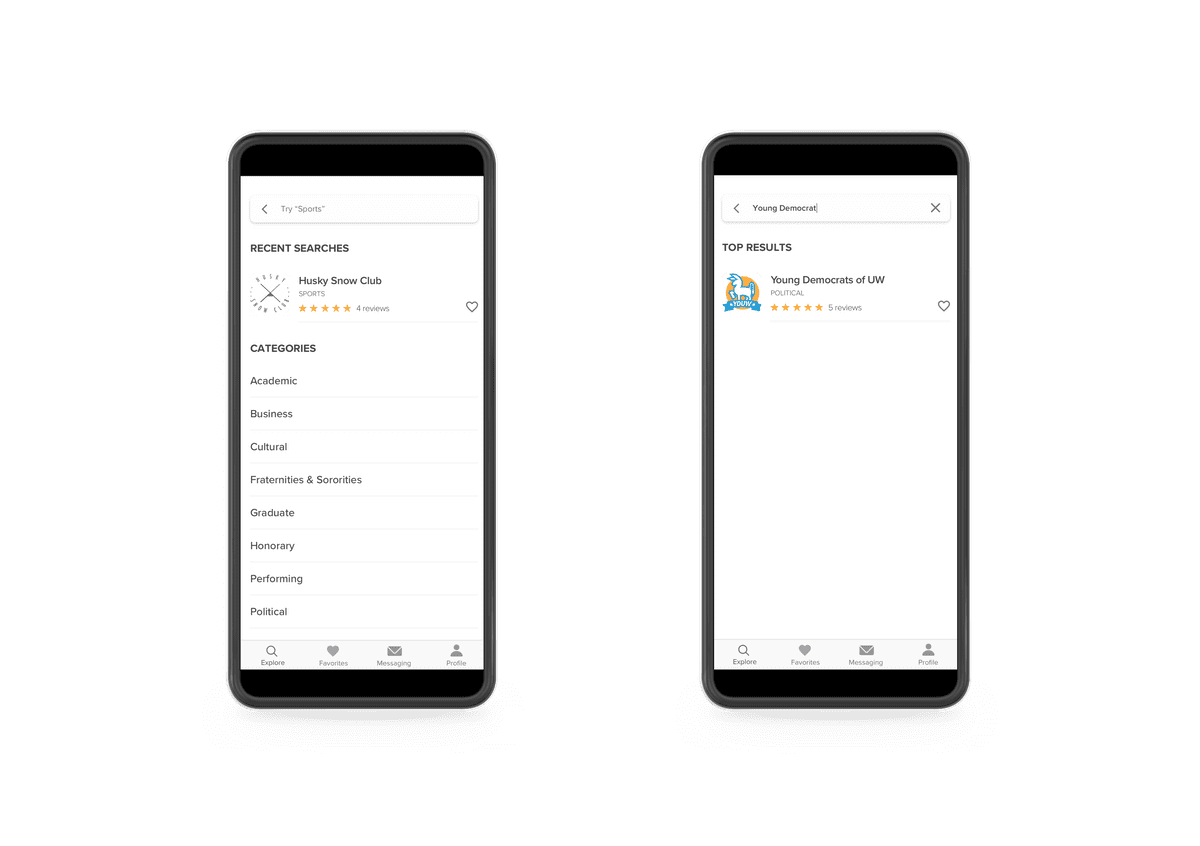 Try “Sports”
RECENT SEARCHES
HUSKY
SNOW CLUB
Husky Snow Club
SPORTS
4 reviews
CATEGORIES
Academic
Business
Cultural
Fraternities & Sororities
Graduate
Honorary
Performing
Political
Explore
Favorites
Messaging
Profile
Young Democrat
TOP RESULTS
YDUW
Young Democrats of UW
POLITICAL
5 reviews
Explore
Favorites
Messaging
Profile